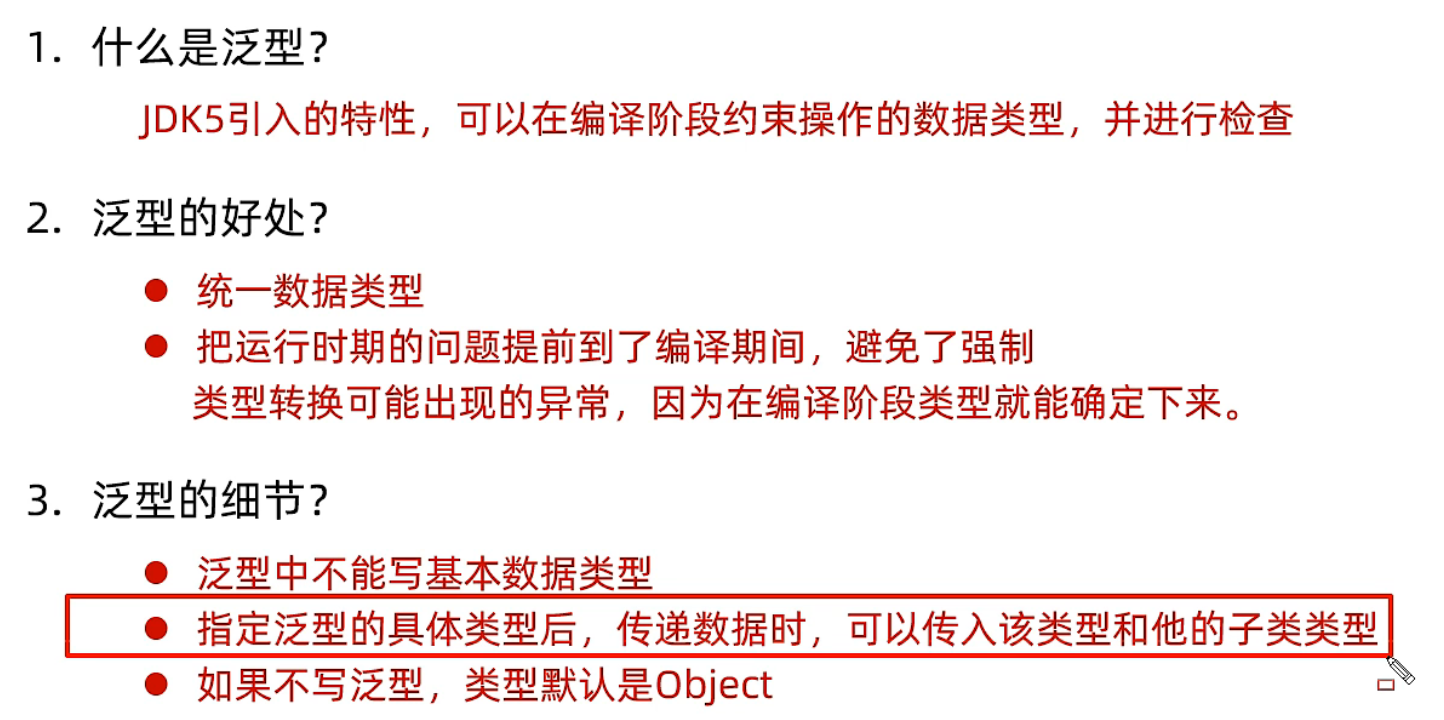 1. 什么是泛型?
JDK5引入的特性，可以在编译阶段约束操作的数据类型，并进行检查
2. 泛型的好处?
● 统一数据类型
● 把运行时期的问题提前到了编译期间，避免了强制
类型转换可能出现的异常，因为在编译阶段类型就能确定下来。
3. 泛型的细节?
● 泛型中不能写基本数据类型
● 指定泛型的具体类型后，传递数据时，可以传入该类型和他的子类类型
● 如果不写泛型，类型默认是Object